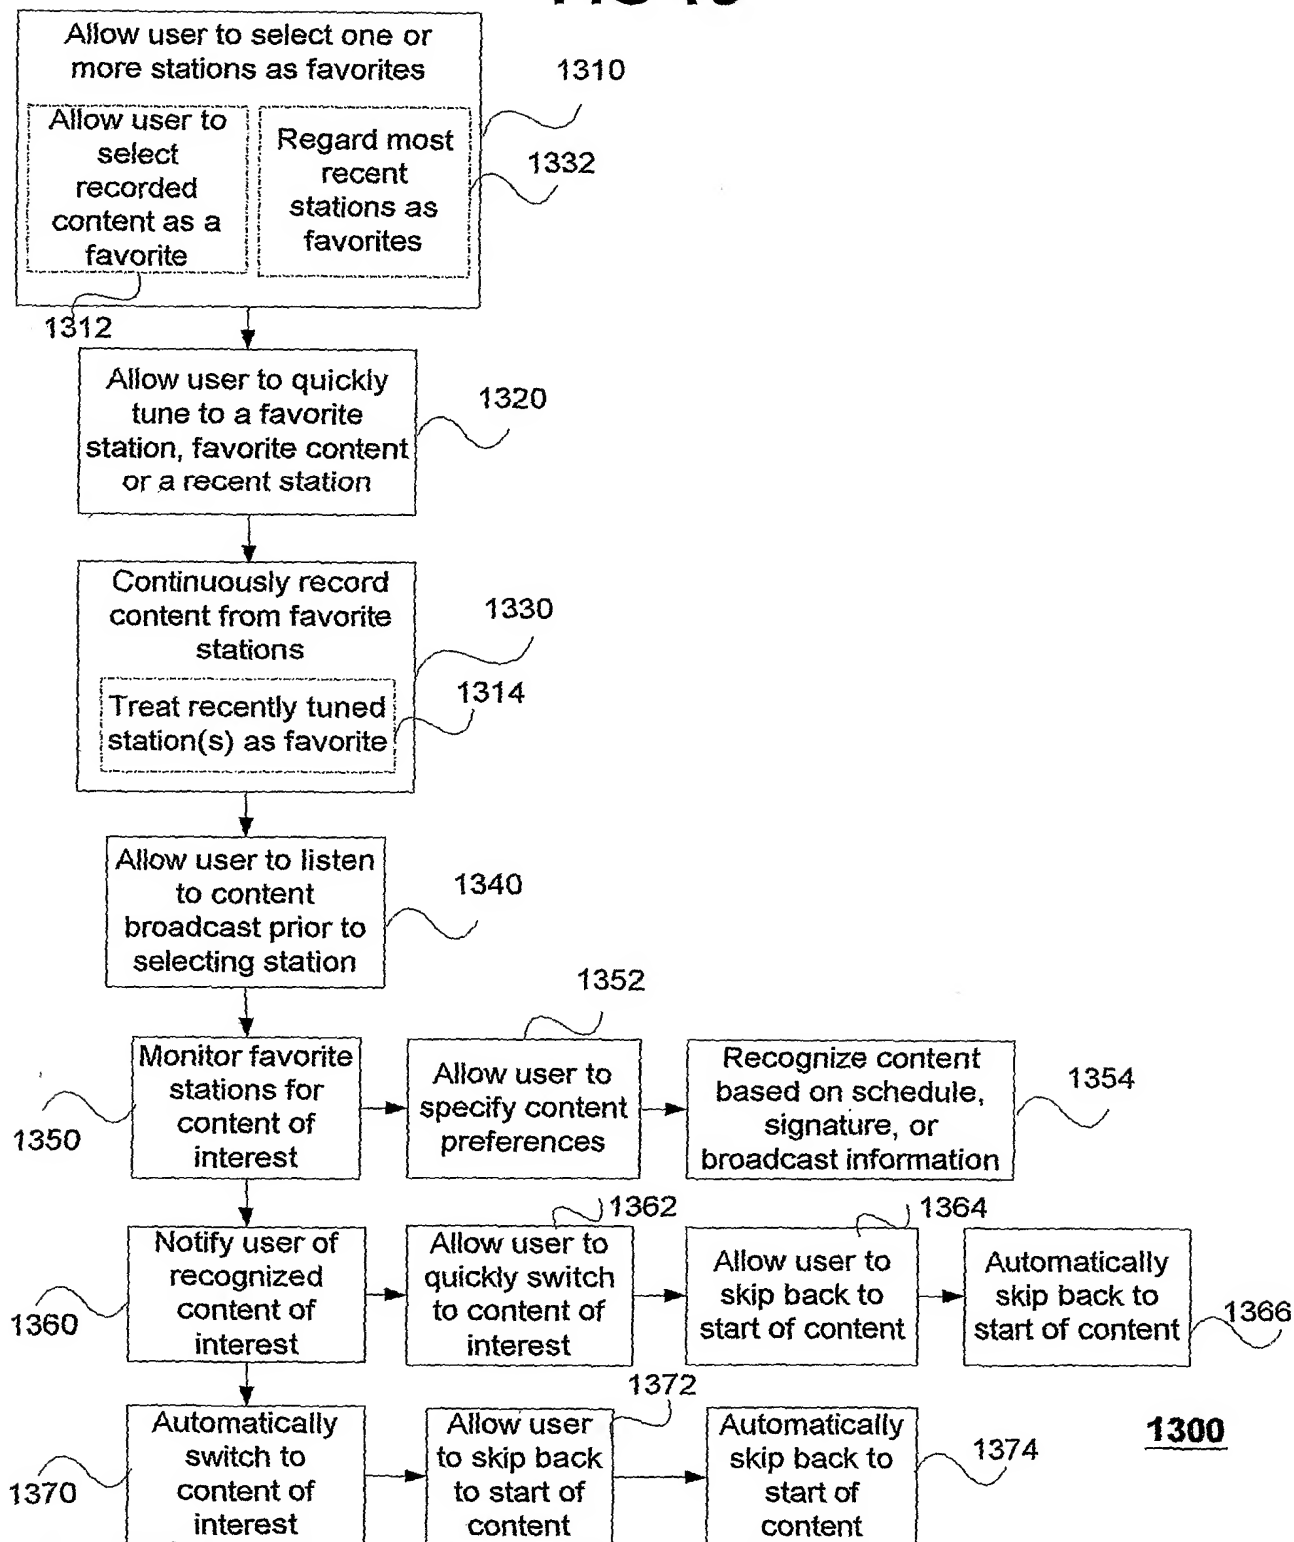 Allow user to select one or
more stations as favorites
1310
Allow user to
select
recorded
content as a
favorite
Regard most
recent
stations as
favorites
1332
1312
Allow user to quickly
tune to a favorite
station, favorite content
or a recent station
1320
Continuously record
content from favorite
stations
1330
Treat recently tuned
station(s) as favorite
1314
Allow user to listen
to content
broadcast prior to
selecting station
1340
Monitor favorite
stations for
content of
interest
1350
1352
Allow user to
specify content
preferences
Recognize content
based on schedule,
signature, or
broadcast information
1354
Notify user of
recognized
content of
interest
1360
1362
Allow user to
quickly switch
to content of
interest
1364
Allow user to
skip back to
start of content
Automatically
skip back to
start of content
1366
Automatically
switch to
content of
interest
1370
1372
Allow user
to skip back
to start of
content
Automatically
skip back to
start of
content
1374
1300